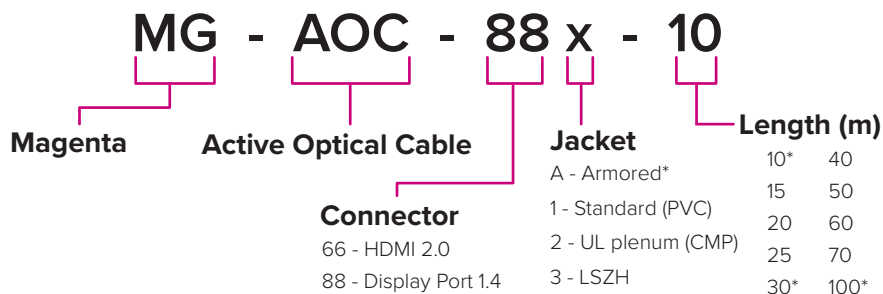 MG - AOC - 88 x - 10
Magenta
Active Optical Cable
Connector
66 - HDMI 2.0
88 - Display Port 1.4
Jacket
A - Armored*
1 - Standard (PVC)
2 - UL plenum (CMP)
3 - LSZH
Length (m)
10* 40
15 50
20 60
25 70
30* 100*